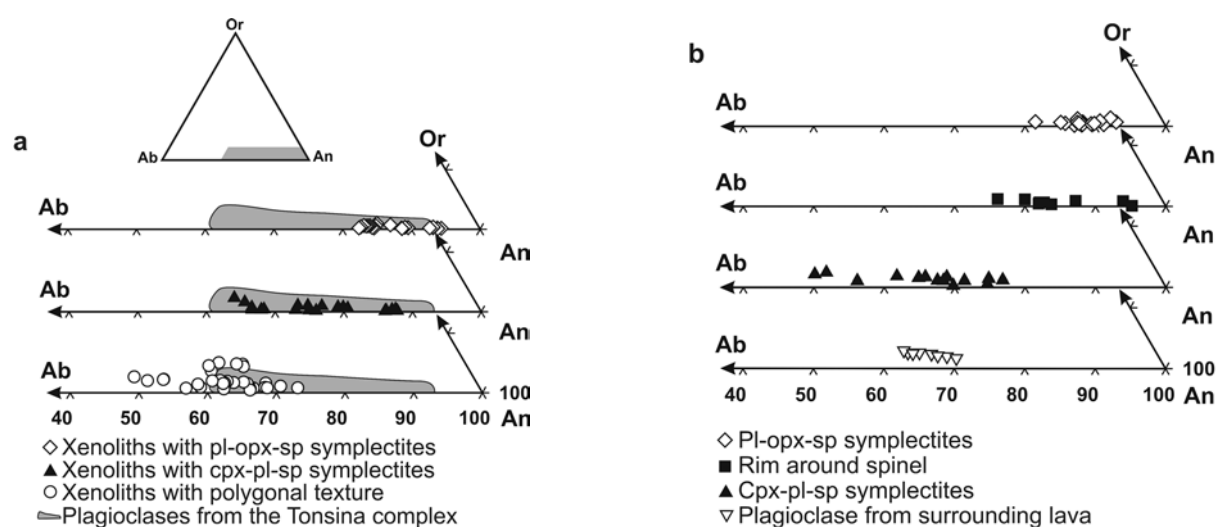 Or
Ab An
a
Or
Ab
An
Ab
An
Ab
100
40 50 60 70 80 90 An
Xenoliths with pl-opx-sp symplectites
Xenoliths with cpx-pl-sp symplectites
Xenoliths with polygonal texture
Plagioclases from the Tonsina complex
b
Or
Ab
An
Ab
An
Ab
An
Ab
100
An
40 50 60 70 80 90 100
Pl-opx-sp symplectites
Rim around spinel
Cpx-pl-sp symplectites
Plagioclase from surrounding lava